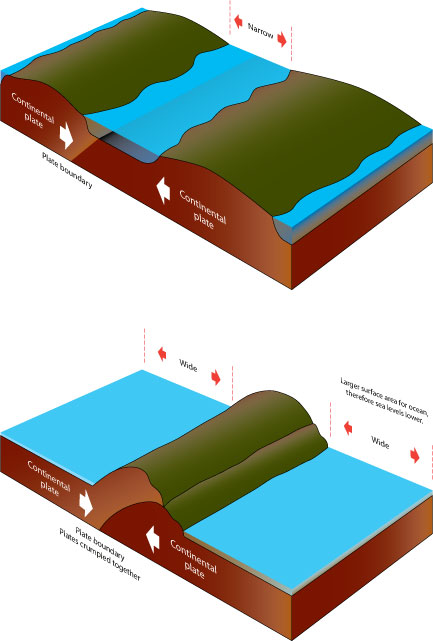 Narrow
Continental
plate
Plate boundary
Continental
plate
Wide
Larger surface area for ocean,
therefore sea levels lower.
Wide
Continental
plate
Plate boundary
Plates crumpled together
Continental
plate